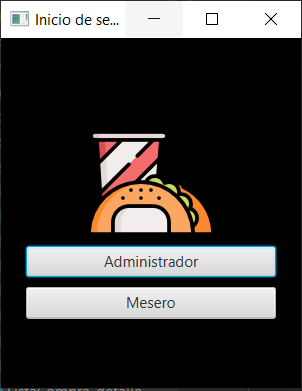 Inicio de se...
Administrador
Mesero